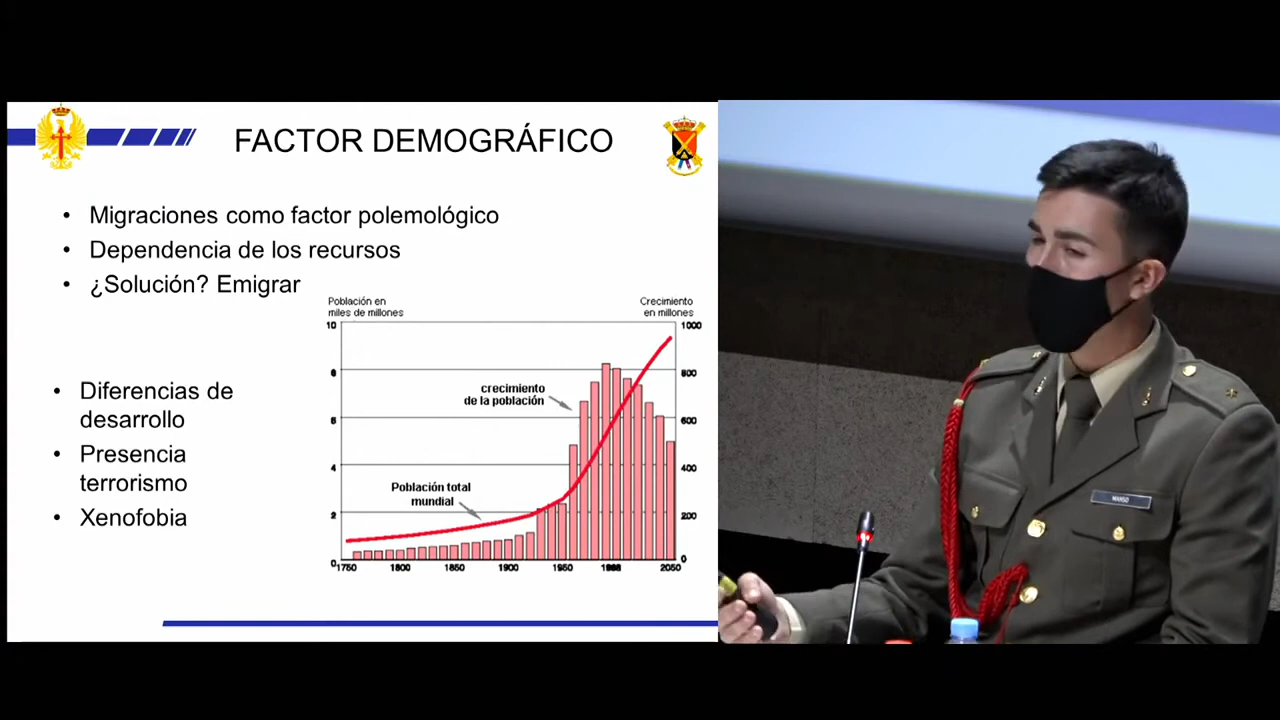 FACTOR DEMOGRÁFICO
• Migraciones como factor polemológico
• Dependencia de los recursos
• ¿Solución? Emigrar
• Diferencias de
desarrollo
• Presencia
terrorismo
• Xenofobia
Población en
miles de millones
Crecimiento
en millones
10
8
6
4
2
0
1000
800
600
400
200
0
crecimiento
de la población
Población total
mundial
1750
1800
1850
1900
1950
1988
2050